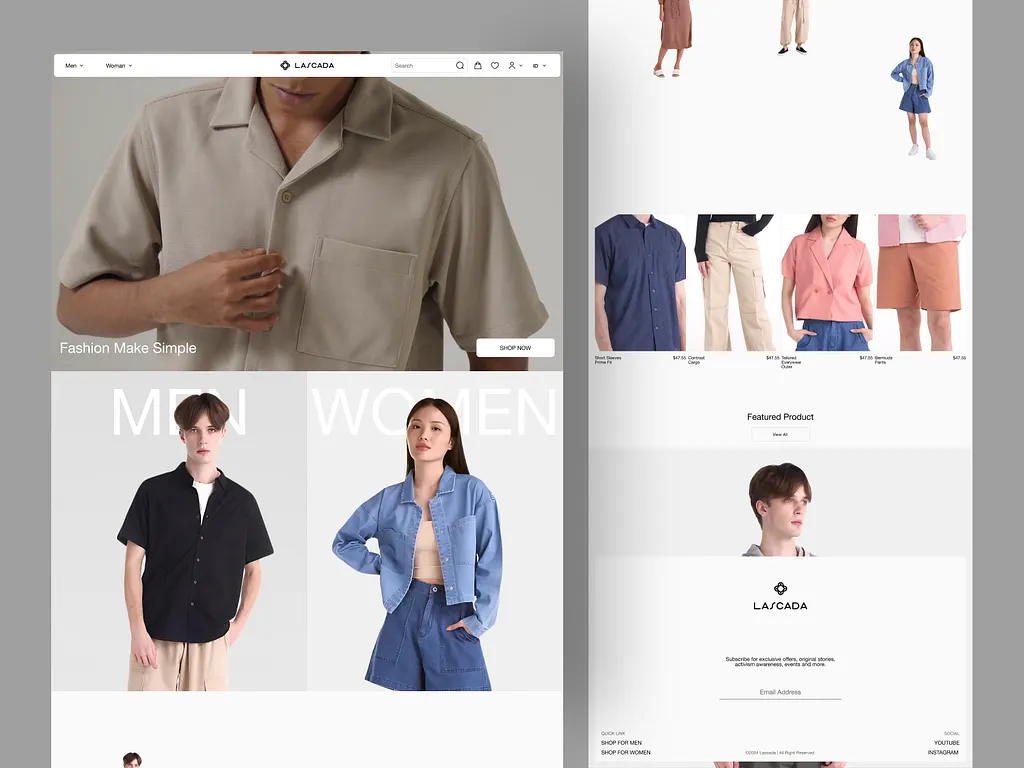 Men
Woman
LASCADA
Search
ID
Fashion Make Simple
SHOP NOW
MEN
WOMEN
Short Sleeves
Prime Fit
$47.55
Contrast
Cargo
$47.55
Tailored
Everywear
Outer
$47.55
Bermuda
Pants
$47.55
Featured Product
View All
LASCADA
Subscribe for exclusive offers, original stories,
activism awareness, events and more.
Email Address
QUICK LINK
SHOP FOR MEN
SHOP FOR WOMEN
©2024 Lascada | All Right Reserved.
SOCIAL
YOUTUBE
INSTAGRAM